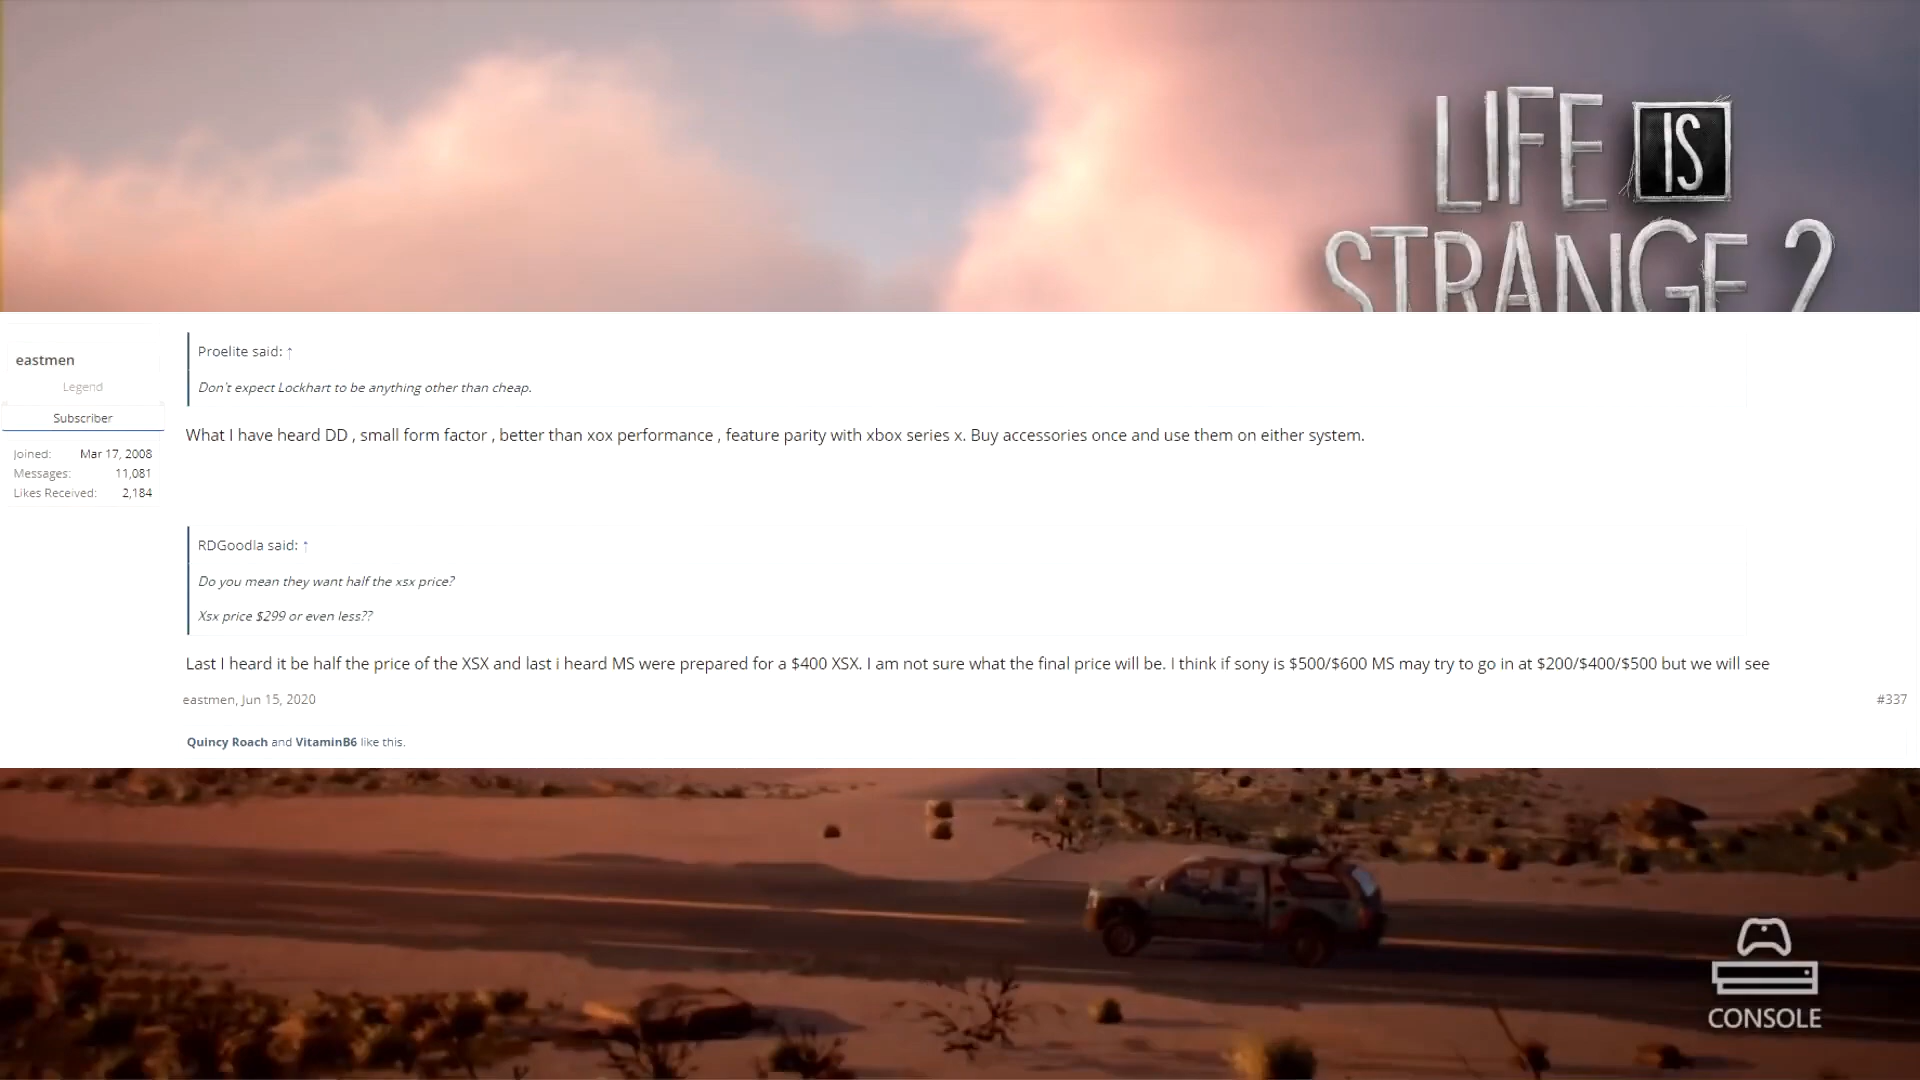 LIFE IS
STRANGE 2
eastmen
Legend
Subscriber
Joined: Mar 17, 2008
Messages: 11,081
Likes Received: 2,184
Proelite said: ↑
Don't expect Lockhart to be anything other than cheap.
What I have heard DD , small form factor , better than xox performance , feature parity with xbox series x. Buy accessories once and use them on either system.
RDGoodla said: ↑
Do you mean they want half the xsx price?
Xsx price $299 or even less??
Last I heard it be half the price of the XSX and last i heard MS were prepared for a $400 XSX. I am not sure what the final price will be. I think if sony is $500/$600 MS may try to go in at $200/$400/$500 but we will see
eastmen, Jun 15, 2020
#337
Quincy Roach and VitaminB6 like this.
CONSOLE